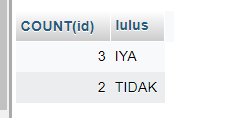 COUNT(id) lulus
3 IYA
2 TIDAK